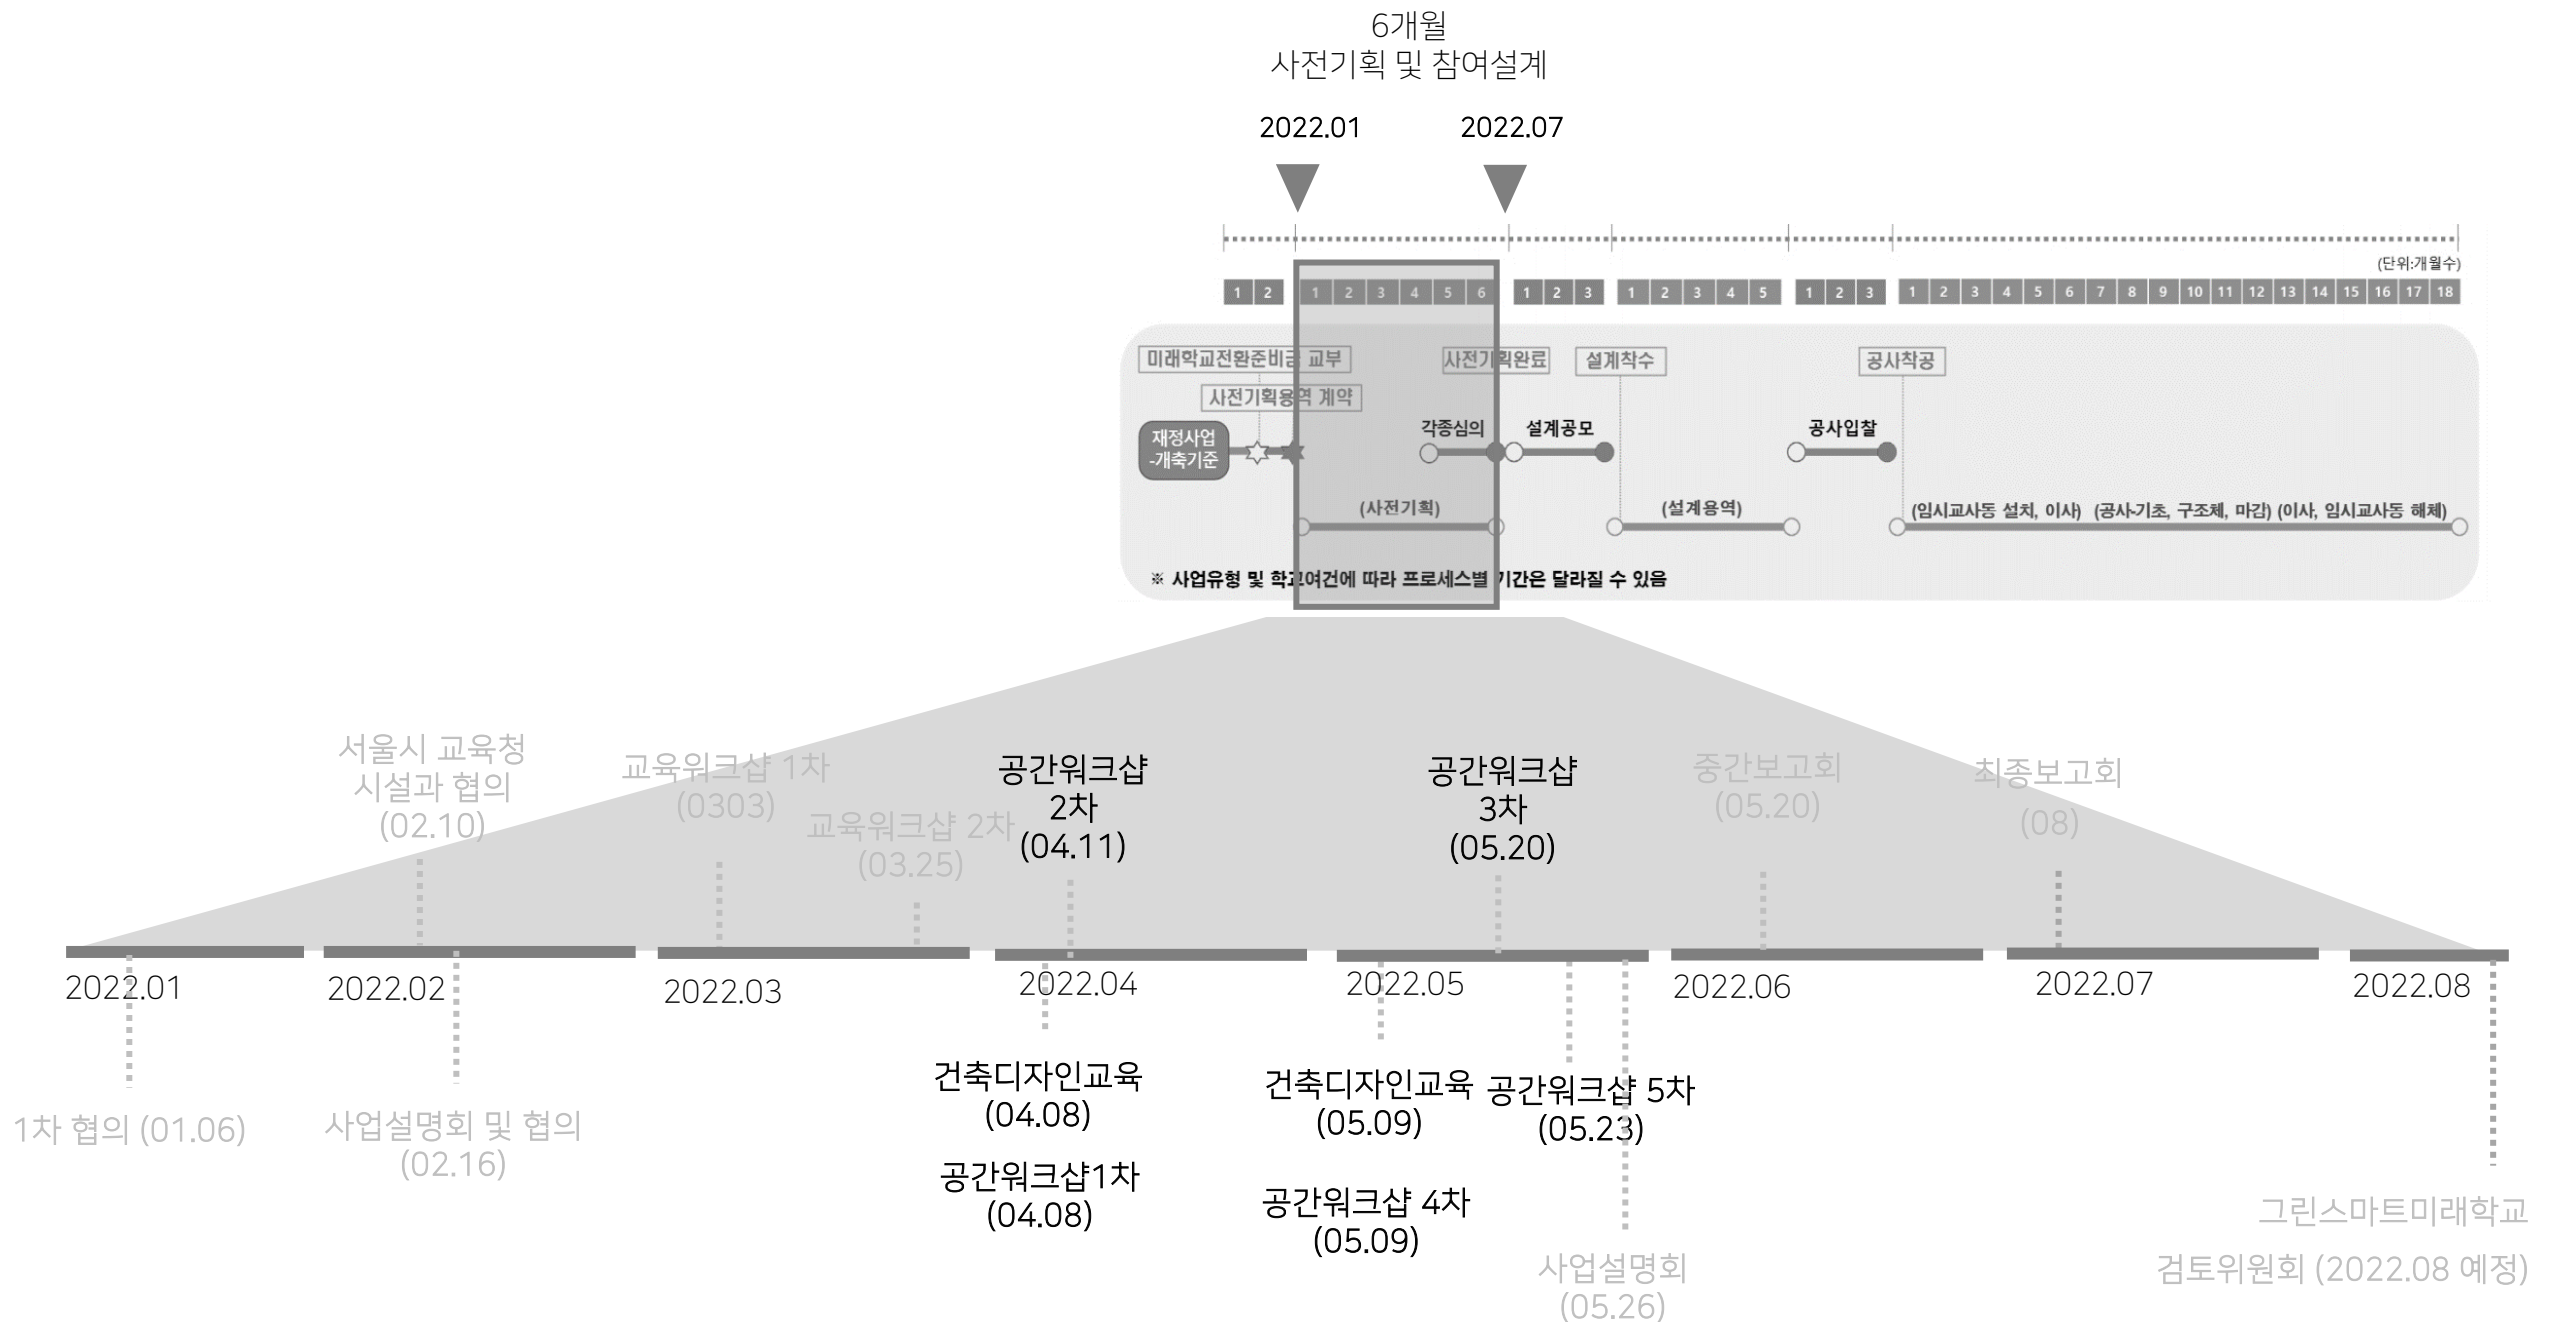 6개월
사전기획 및 참여설계
2022.01
2022.07
(단위:개월수)
1 2 1 2 3 4 5 6 1 2 3 1 2 3 4 5 1 2 3 1 2 3 4 5 6 7 8 9 10 11 12 13 14 15 16 17 18
미래학교전환준비금 교부
사전기획완료
설계착수
공사착공
사전기획용역 계약
재정사업
-개축기준
각종심의
설계공모
공사입찰
(사전기획)
(설계용역)
(임시교사동 설치, 이사) (공사-기초, 구조체, 마감) (이사, 임시교사동 해체)
※ 사업유형 및 학교여건에 따라 프로세스별 기간은 달라질 수 있음
서울시 교육청
시설과 협의
(02.10)
교육워크샵 1차
(0303)
교육워크샵 2차
(03.25)
공간워크샵
2차
(04.11)
공간워크샵
3차
(05.20)
중간보고회
(05.20)
최종보고회
(08)
2022.01
2022.02
2022.03
2022.04
2022.05
2022.06
2022.07
2022.08
1차 협의 (01.06)
사업설명회 및 협의
(02.16)
건축디자인교육
(04.08)
공간워크샵1차
(04.08)
건축디자인교육
(05.09)
공간워크샵 4차
(05.09)
공간워크샵 5차
(05.23)
사업설명회
(05.26)
그린스마트미래학교
검토위원회 (2022.08 예정)